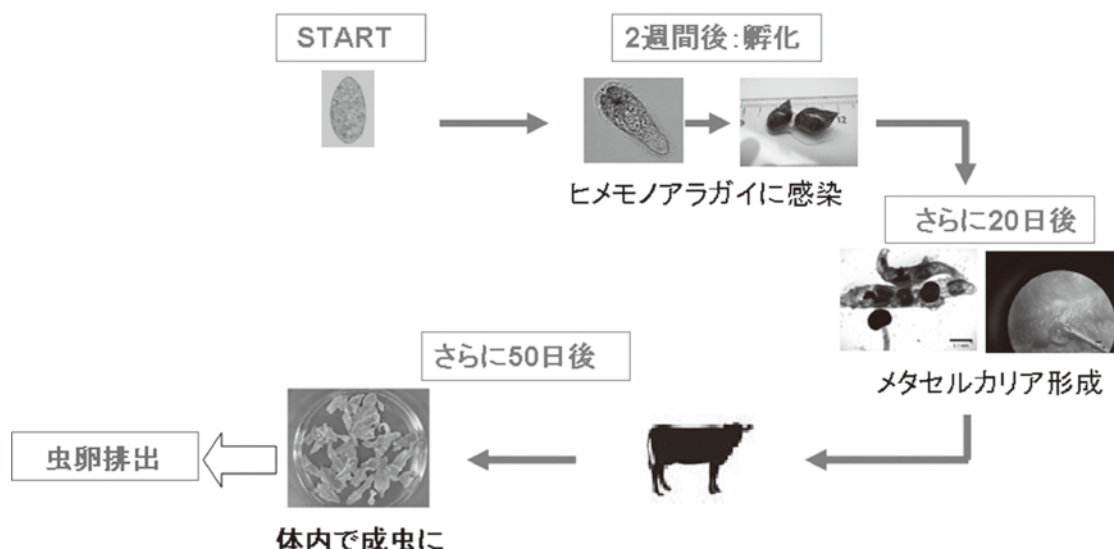 START
2週間後:孵化
ヒメモノアラガイに感染
さらに20日後
メタセルカリア形成
さらに50日後
虫卵排出
体内で成虫に